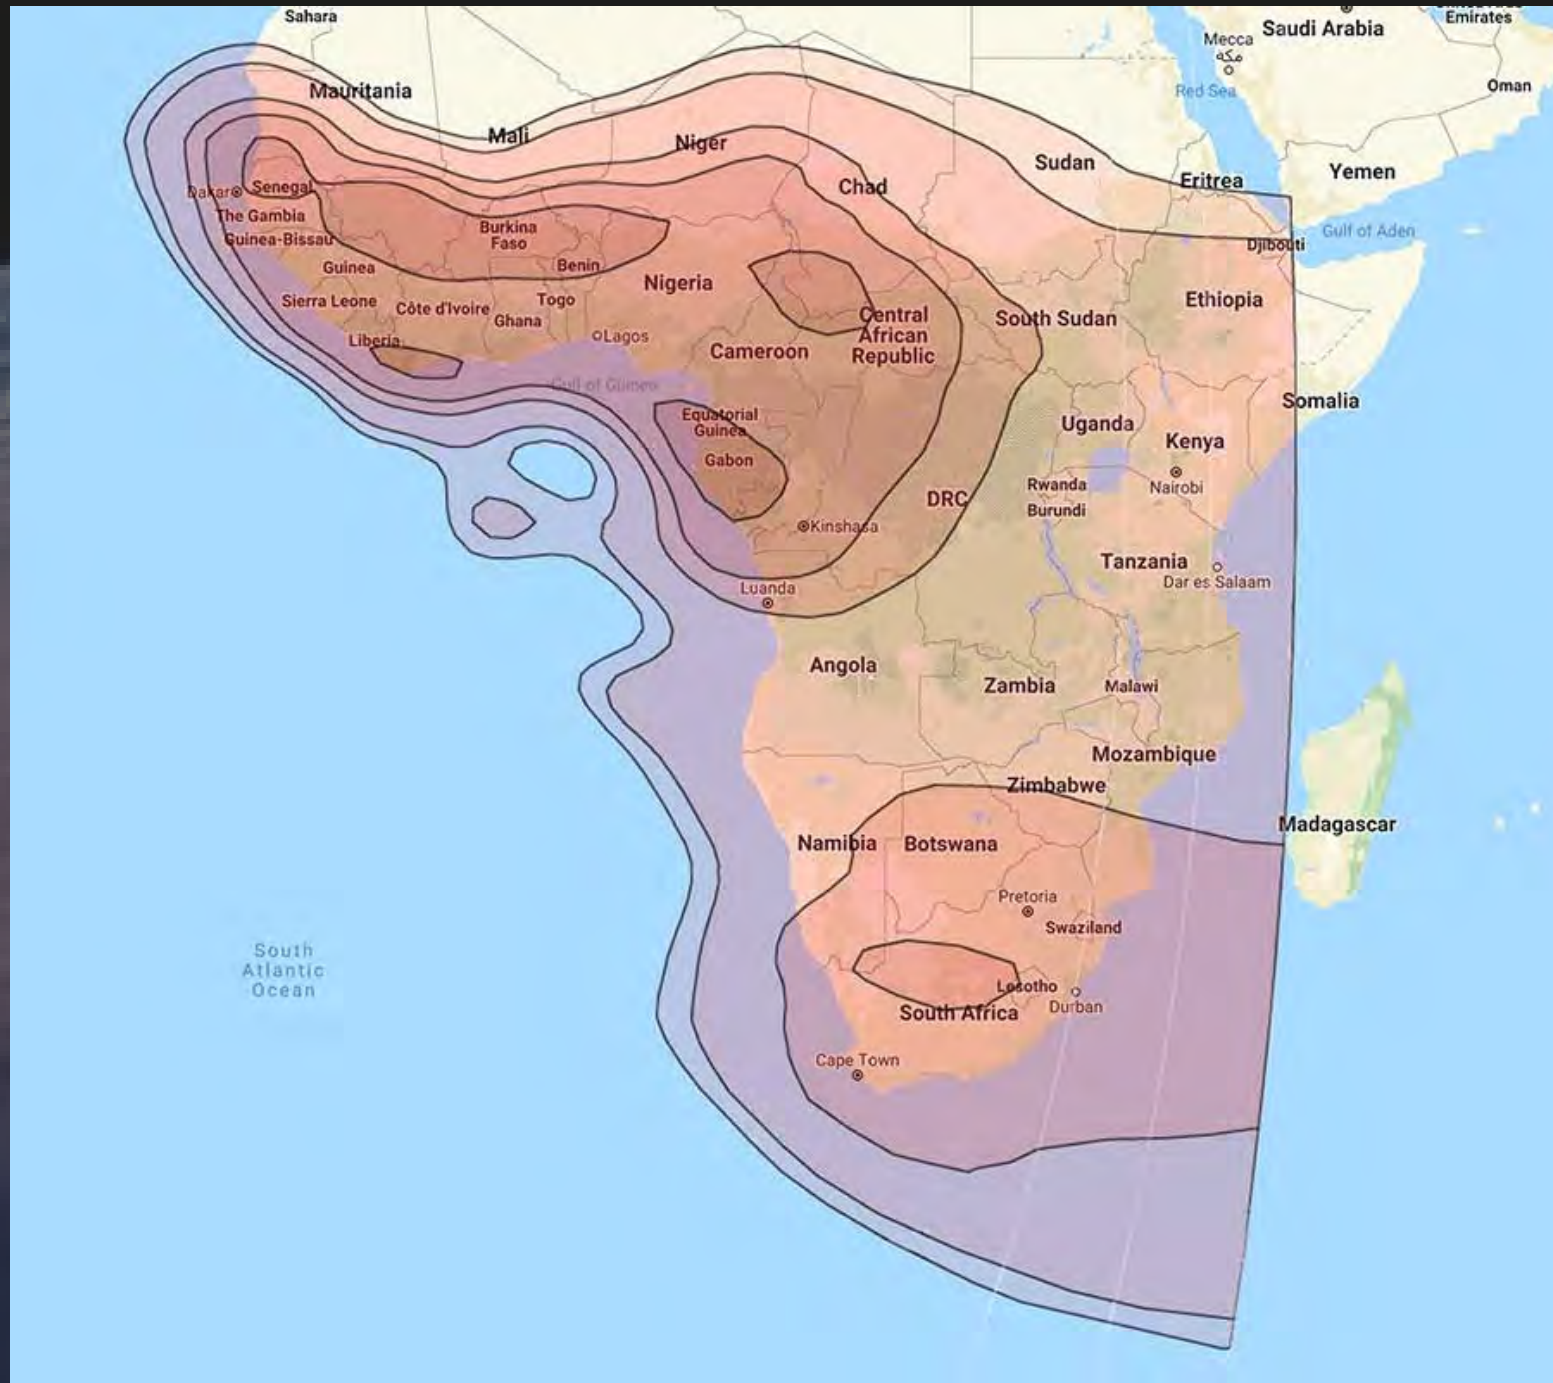 Sahara
Saudi Arabia
Emirates
Mecca
مكة
Oman
Mauritania
Red Sea
Mali
Niger
Sudan
Yemen
Eritrea
Chad
Dakar
Senegal
The Gambia
Burkina
Faso
Guinea-Bissau
Gulf of Aden
Djibouti
Guinea
Benin
Nigeria
Sierra Leone
Côte d'Ivoire
Togo
Ghana
Ethiopia
Central
African
Republic
South Sudan
Liberia
Lagos
Cameroon
Gulf of Guinea
Somalia
Equatorial
Guinea
Uganda
Kenya
Gabon
Rwanda
Nairobi
DRC
Burundi
Kinshasa
Tanzania
Dar es Salaam
Luanda
Angola
Zambia
Malawi
Mozambique
Zimbabwe
Madagascar
Namibia
Botswana
Pretoria
Swaziland
South
Atlantic
Ocean
Lesotho
Durban
South Africa
Cape Town